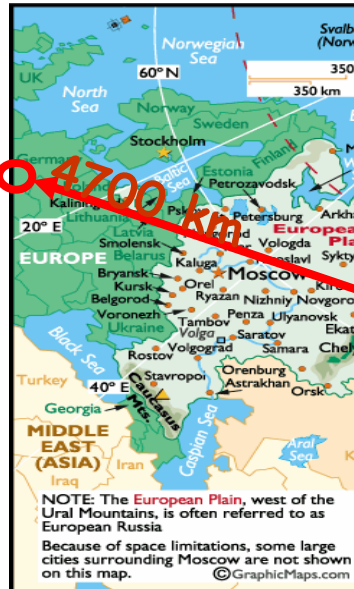 Svalb
(Norw
Norwegian
Sea
60° N
350
350 km
UK
North
Sea
Norway
Sweden
Stockholm
Finland
German
Baltic
Sea
Estonia
4700 km
Poland
Kalining
Petrozavodsk
Lithuania
Psk
Petersburg
Arkh
20° E
Latvia
European
Pla
Smolensk
Belarus
Vologda
Syktyv
EUROPE
Kaluga
Moscow
Bryansk
Orel
Kursk
Ryazan
Nizhniy
Novgoro
Belgorod
Voronezh
Penza
Ulyanovsk
Tambov
Ekat
Ukraine
Volga
Saratov
Chely
Black Sea
Volgograd
Samara
Rostov
Stavropol
Orenburg
Turkey
40° E
Astrakhan
Orsk
Caucasus
Mts.
Georgia
Caspian Sea
MIDDLE
EAST
(ASIA)
Iran
Iraq
Aral
Sea
NOTE: The European Plain, west of the
Ural Mountains, is often referred to as
European Russia
Because of space limitations, some large
cities surrounding Moscow are not shown
on this map.
©GraphicMaps.com